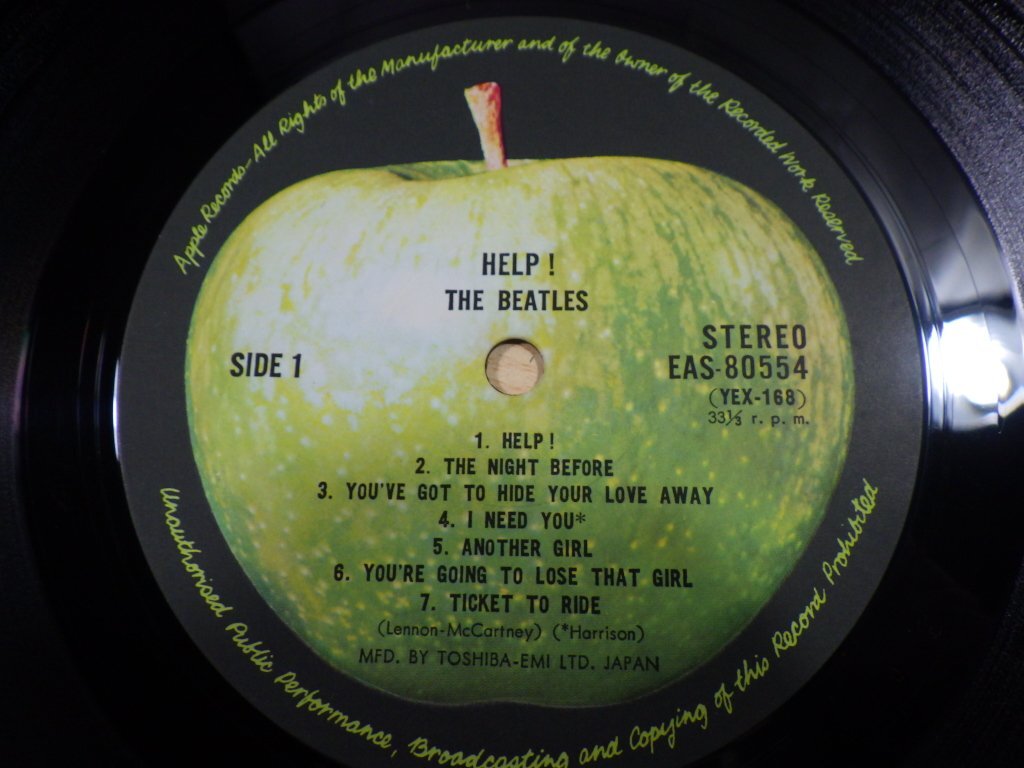 Apple Records-All Rights of the Manufacturer and of the Owner of the Recorded Work Reserved
HELP!
THE BEATLES
SIDE 1
STEREO
EAS-80554
(YEX-168)
33⅓ r. p. m.
1. HELP!
2. THE NIGHT BEFORE
3. YOU'VE GOT TO HIDE YOUR LOVE AWAY
4. I NEED YOU*
5. ANOTHER GIRL
6. YOU'RE GOING TO LOSE THAT GIRL
7. TICKET TO RIDE
(Lennon-McCartney) (*Harrison)
MFD. BY TOSHIBA-EMI LTD. JAPAN
Unauthorised Public Performance, Broadcasting and Copying of this Record Prohibited